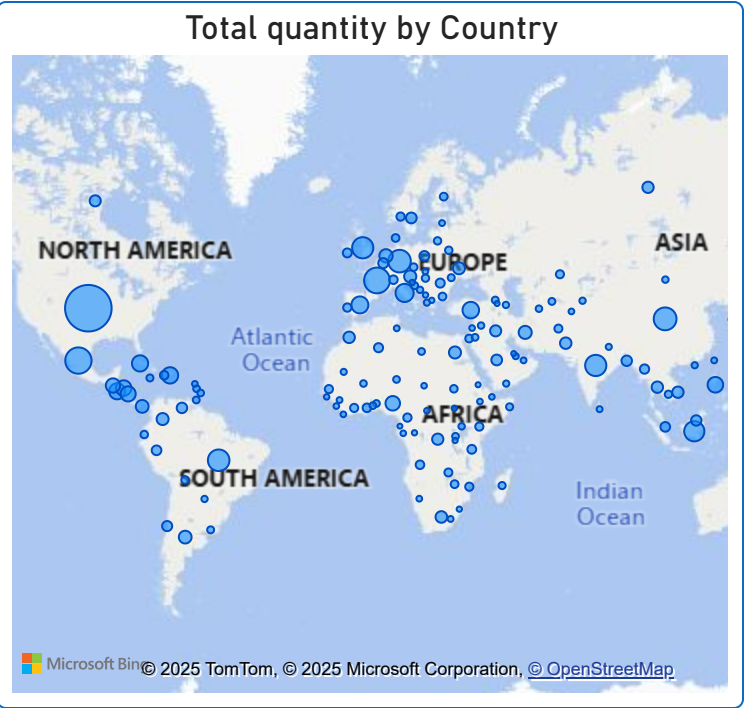 Total quantity by Country
NORTH AMERICA
EUROPE
ASIA
Atlantic
Ocean
AFRICA
SOUTH AMERICA
Indian
Ocean
Microsoft Bing
© 2025 TomTom, © 2025 Microsoft Corporation, © OpenStreetMap